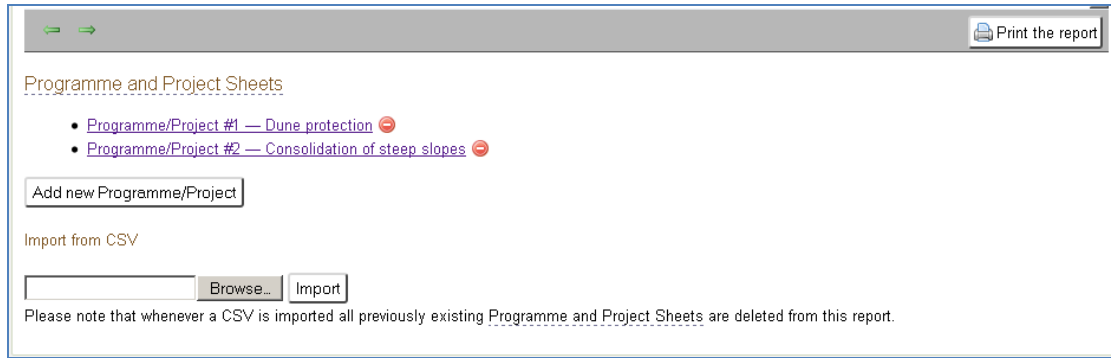 Print the report
Programme and Project Sheets
Programme/Project #1 — Dune protection
Programme/Project #2 — Consolidation of steep slopes
Add new Programme/Project
Import from CSV
Browse... Import
Please note that whenever a CSV is imported all previously existing Programme and Project Sheets are deleted from this report.